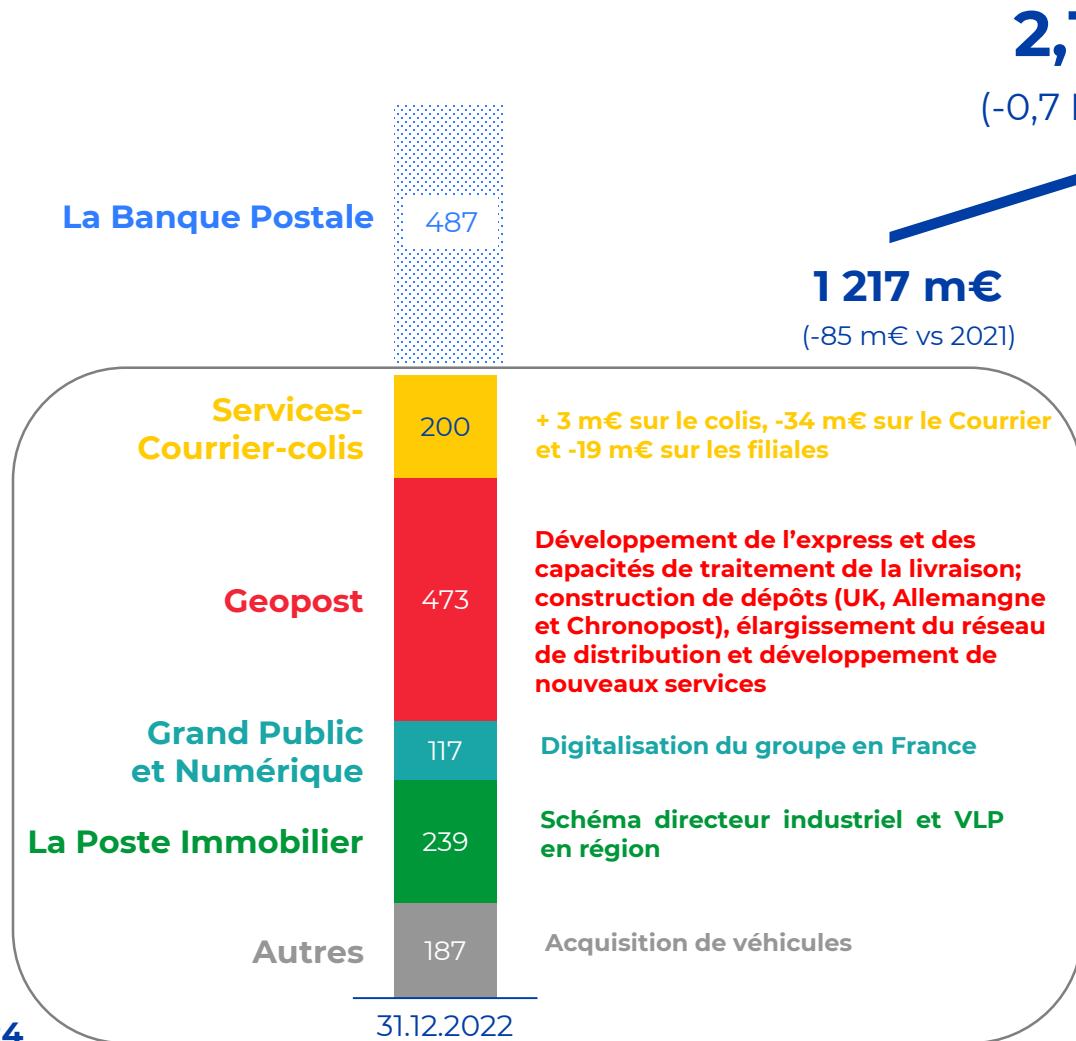 2,
(-0,7
La Banque Postale
487
1 217 m€
(-85 m€ vs 2021)
Services-
Courrier-colis
200
+ 3 m€ sur le colis, -34 m€ sur le Courrier
et -19 m€ sur les filiales
Geopost
473
Développement de l’express et des
capacités de traitement de la livraison;
construction de dépôts (UK, Allemangne
et Chronopost), élargissement du réseau
de distribution et développement de
nouveaux services
Grand Public
et Numérique
117
Digitalisation du groupe en France
La Poste Immobilier
239
Schéma directeur industriel et VLP
en région
Autres
187
Acquisition de véhicules
31.12.2022
4